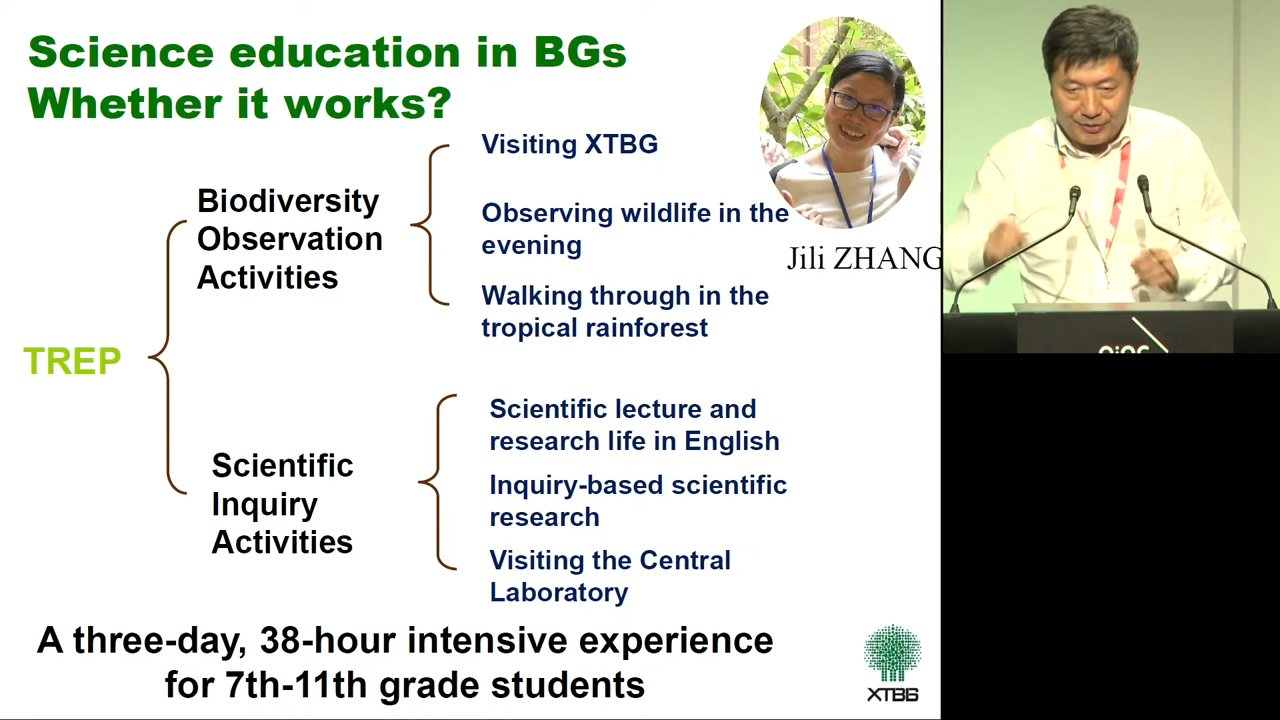 Science education in BGs
Whether it works?
Jili ZHANG
TREP
Biodiversity
Observation
Activities
Visiting XTBG
Observing wildlife in the
evening
Walking through in the
tropical rainforest
Scientific
Inquiry
Activities
Scientific lecture and
research life in English
Inquiry-based scientific
research
Visiting the Central
Laboratory
A three-day, 38-hour intensive experience
for 7th-11th grade students
XTBG